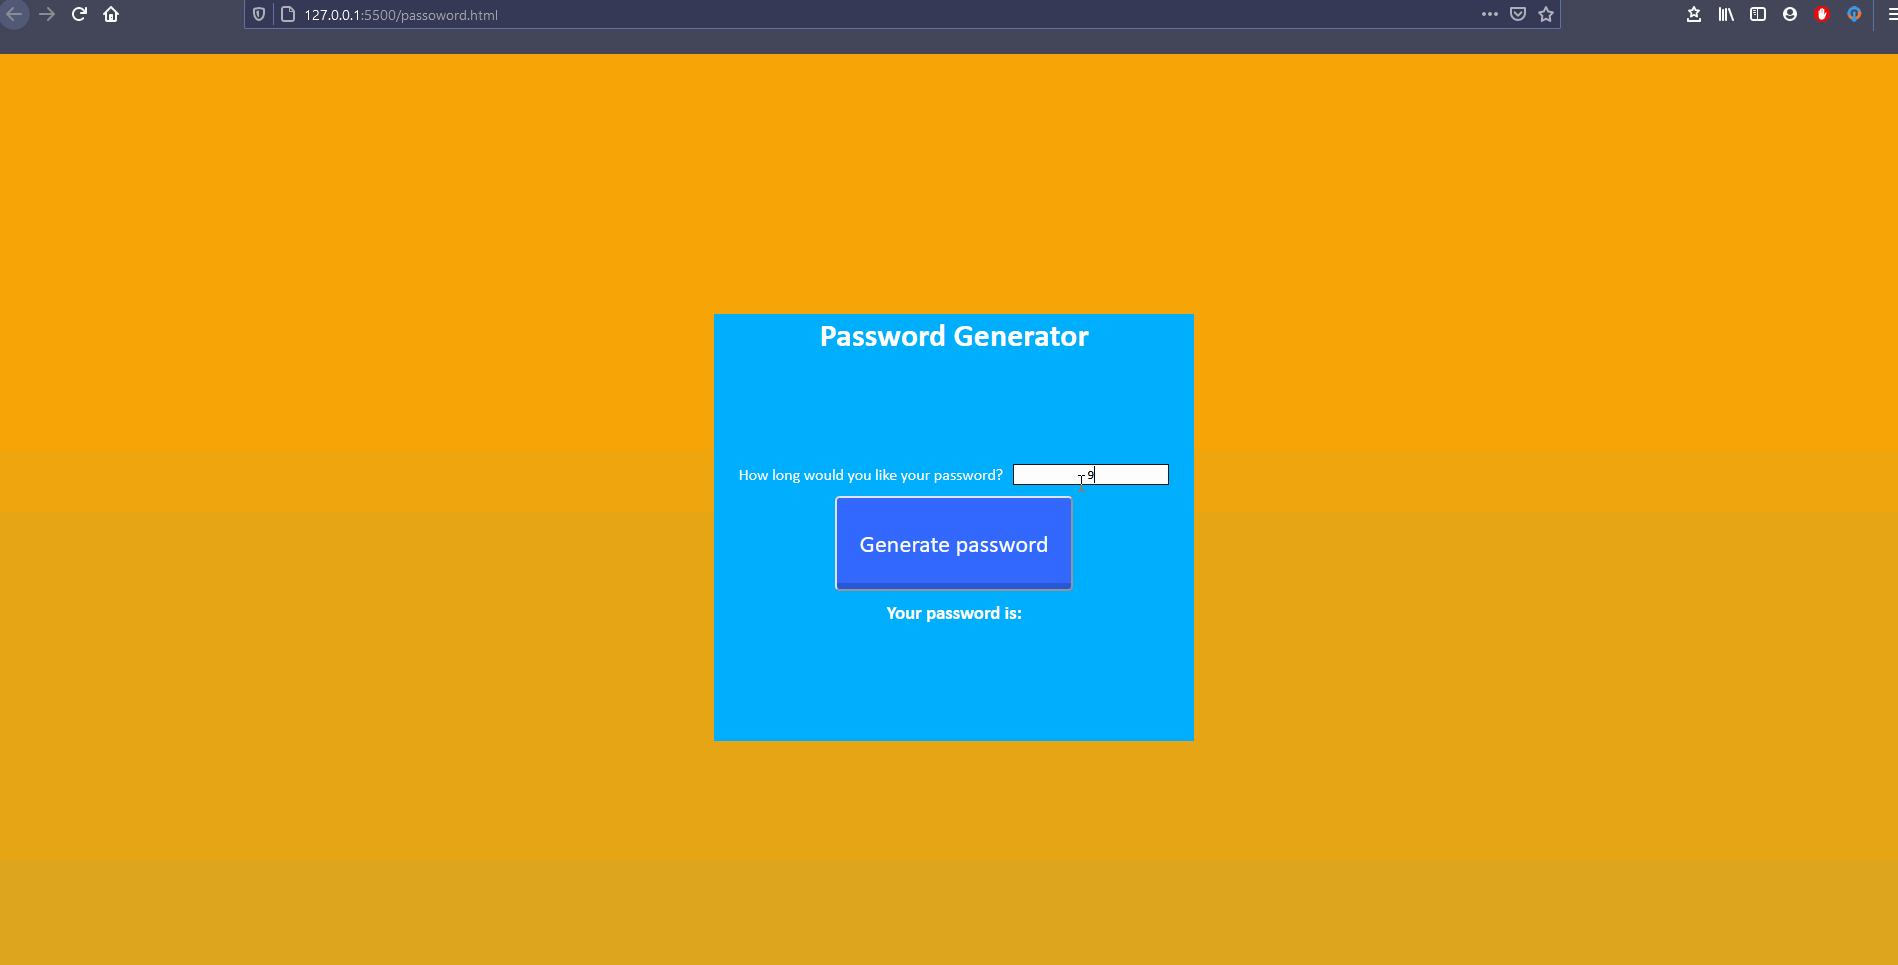 127.0.0.1:5500/passoword.html
Password Generator
How long would you like your password? 9
Generate password
Your password is: